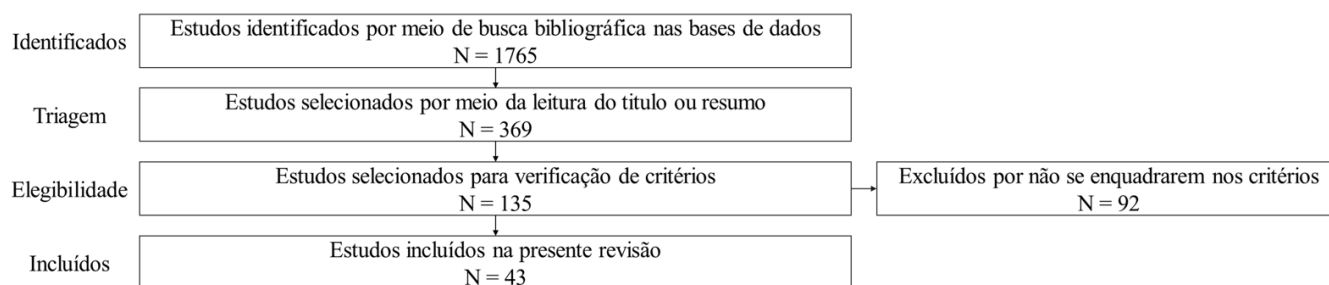 Identificados
Estudos identificados por meio de busca bibliográfica nas bases de dados
N = 1765
Triagem
Estudos selecionados por meio da leitura do titulo ou resumo
N = 369
Elegibilidade
Estudos selecionados para verificação de critérios
N = 135
Excluídos por não se enquadrarem nos critérios
N = 92
Incluídos
Estudos incluídos na presente revisão
N = 43